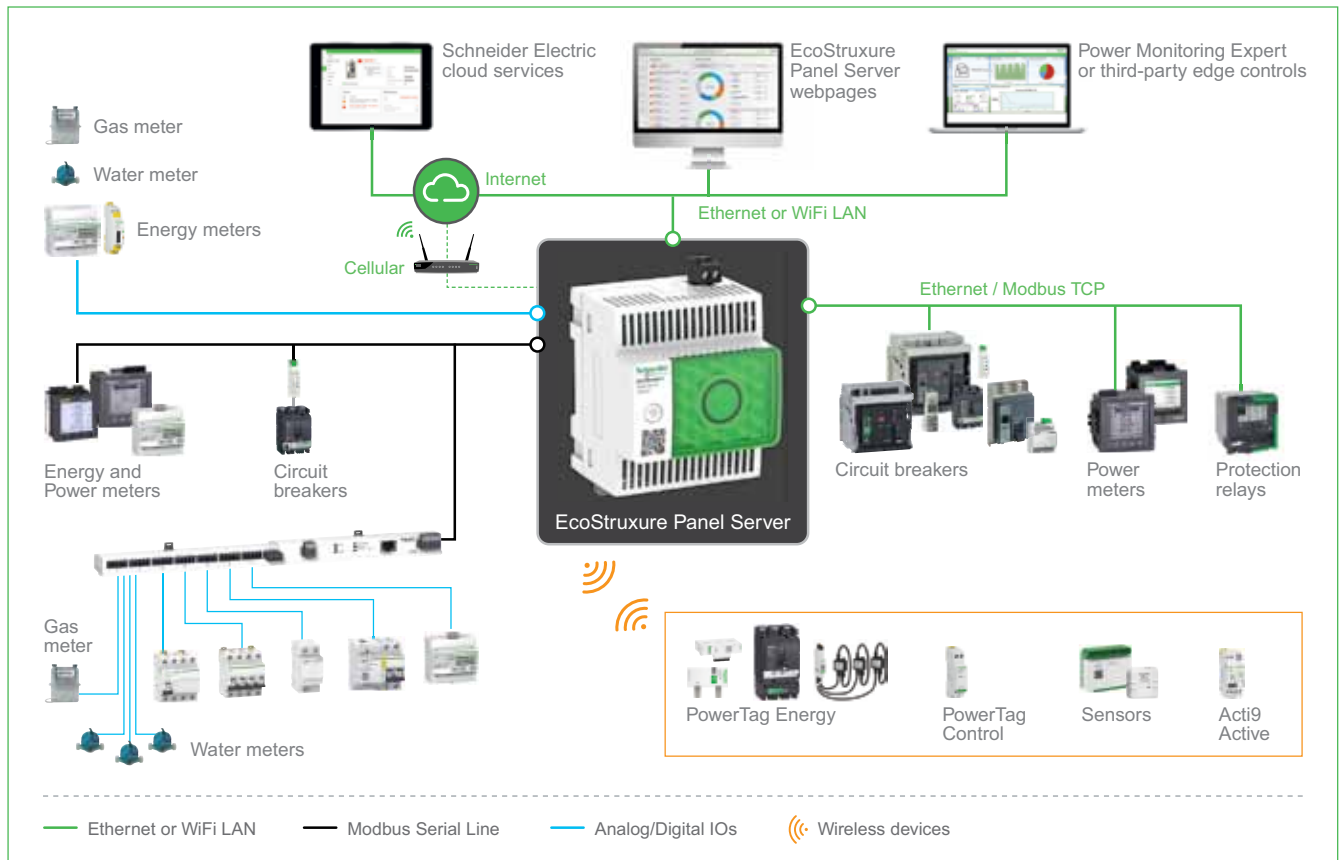 Schneider Electric
cloud services
EcoStruxure
Panel Server
webpages
Power Monitoring Expert
or third-party edge controls
Gas meter
Water meter
Energy meters
Internet
Ethernet or WiFi LAN
Cellular
Ethernet / Modbus TCP
Energy and
Power meters
Circuit
breakers
EcoStruxure Panel Server
Circuit breakers
Power
meters
Protection
relays
Gas
meter
Water meters
PowerTag Energy
PowerTag
Control
Sensors
Acti9
Active
Ethernet or WiFi LAN
Modbus Serial Line
Analog/Digital IOs
Wireless devices